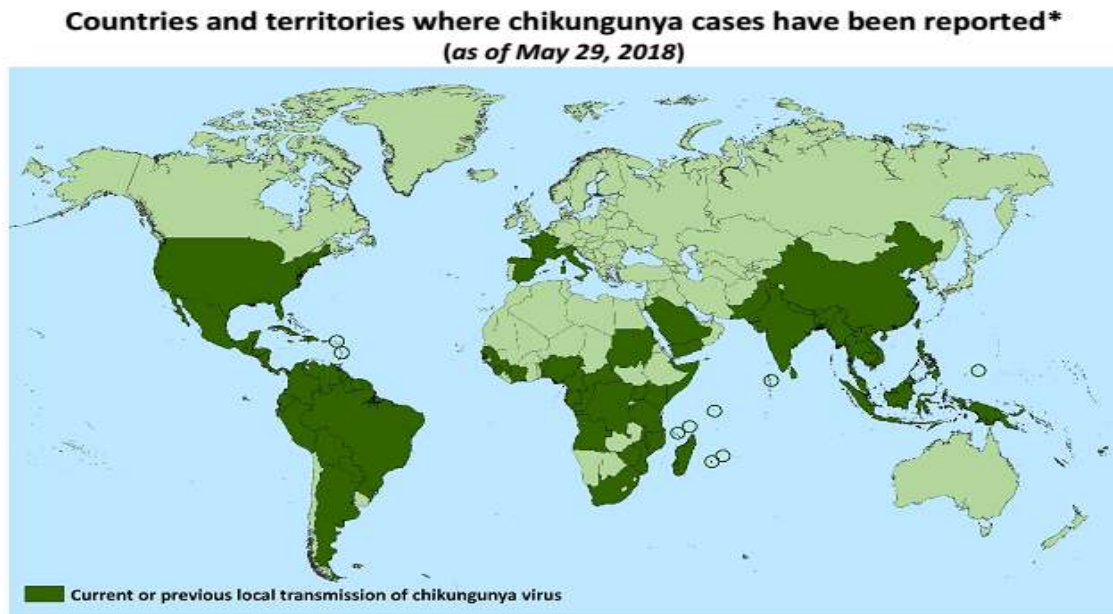 Countries and territories where chikungunya cases have been reported*
(as of May 29, 2018)
Current or previous local transmission of chikungunya virus